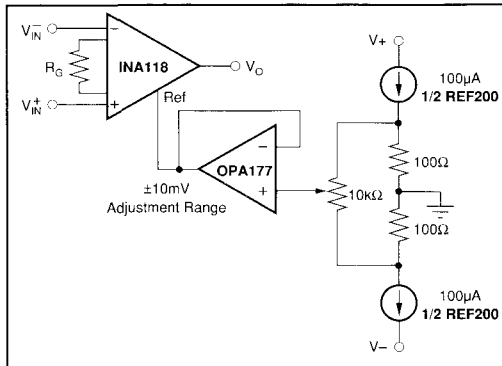 V⁻IN
RG
V⁺IN
−
+
INA118
VO
Ref
OPA177
−
+
±10mV
Adjustment Range
10kΩ
V+
100µA
1/2 REF200
100Ω
100Ω
100µA
1/2 REF200
V−